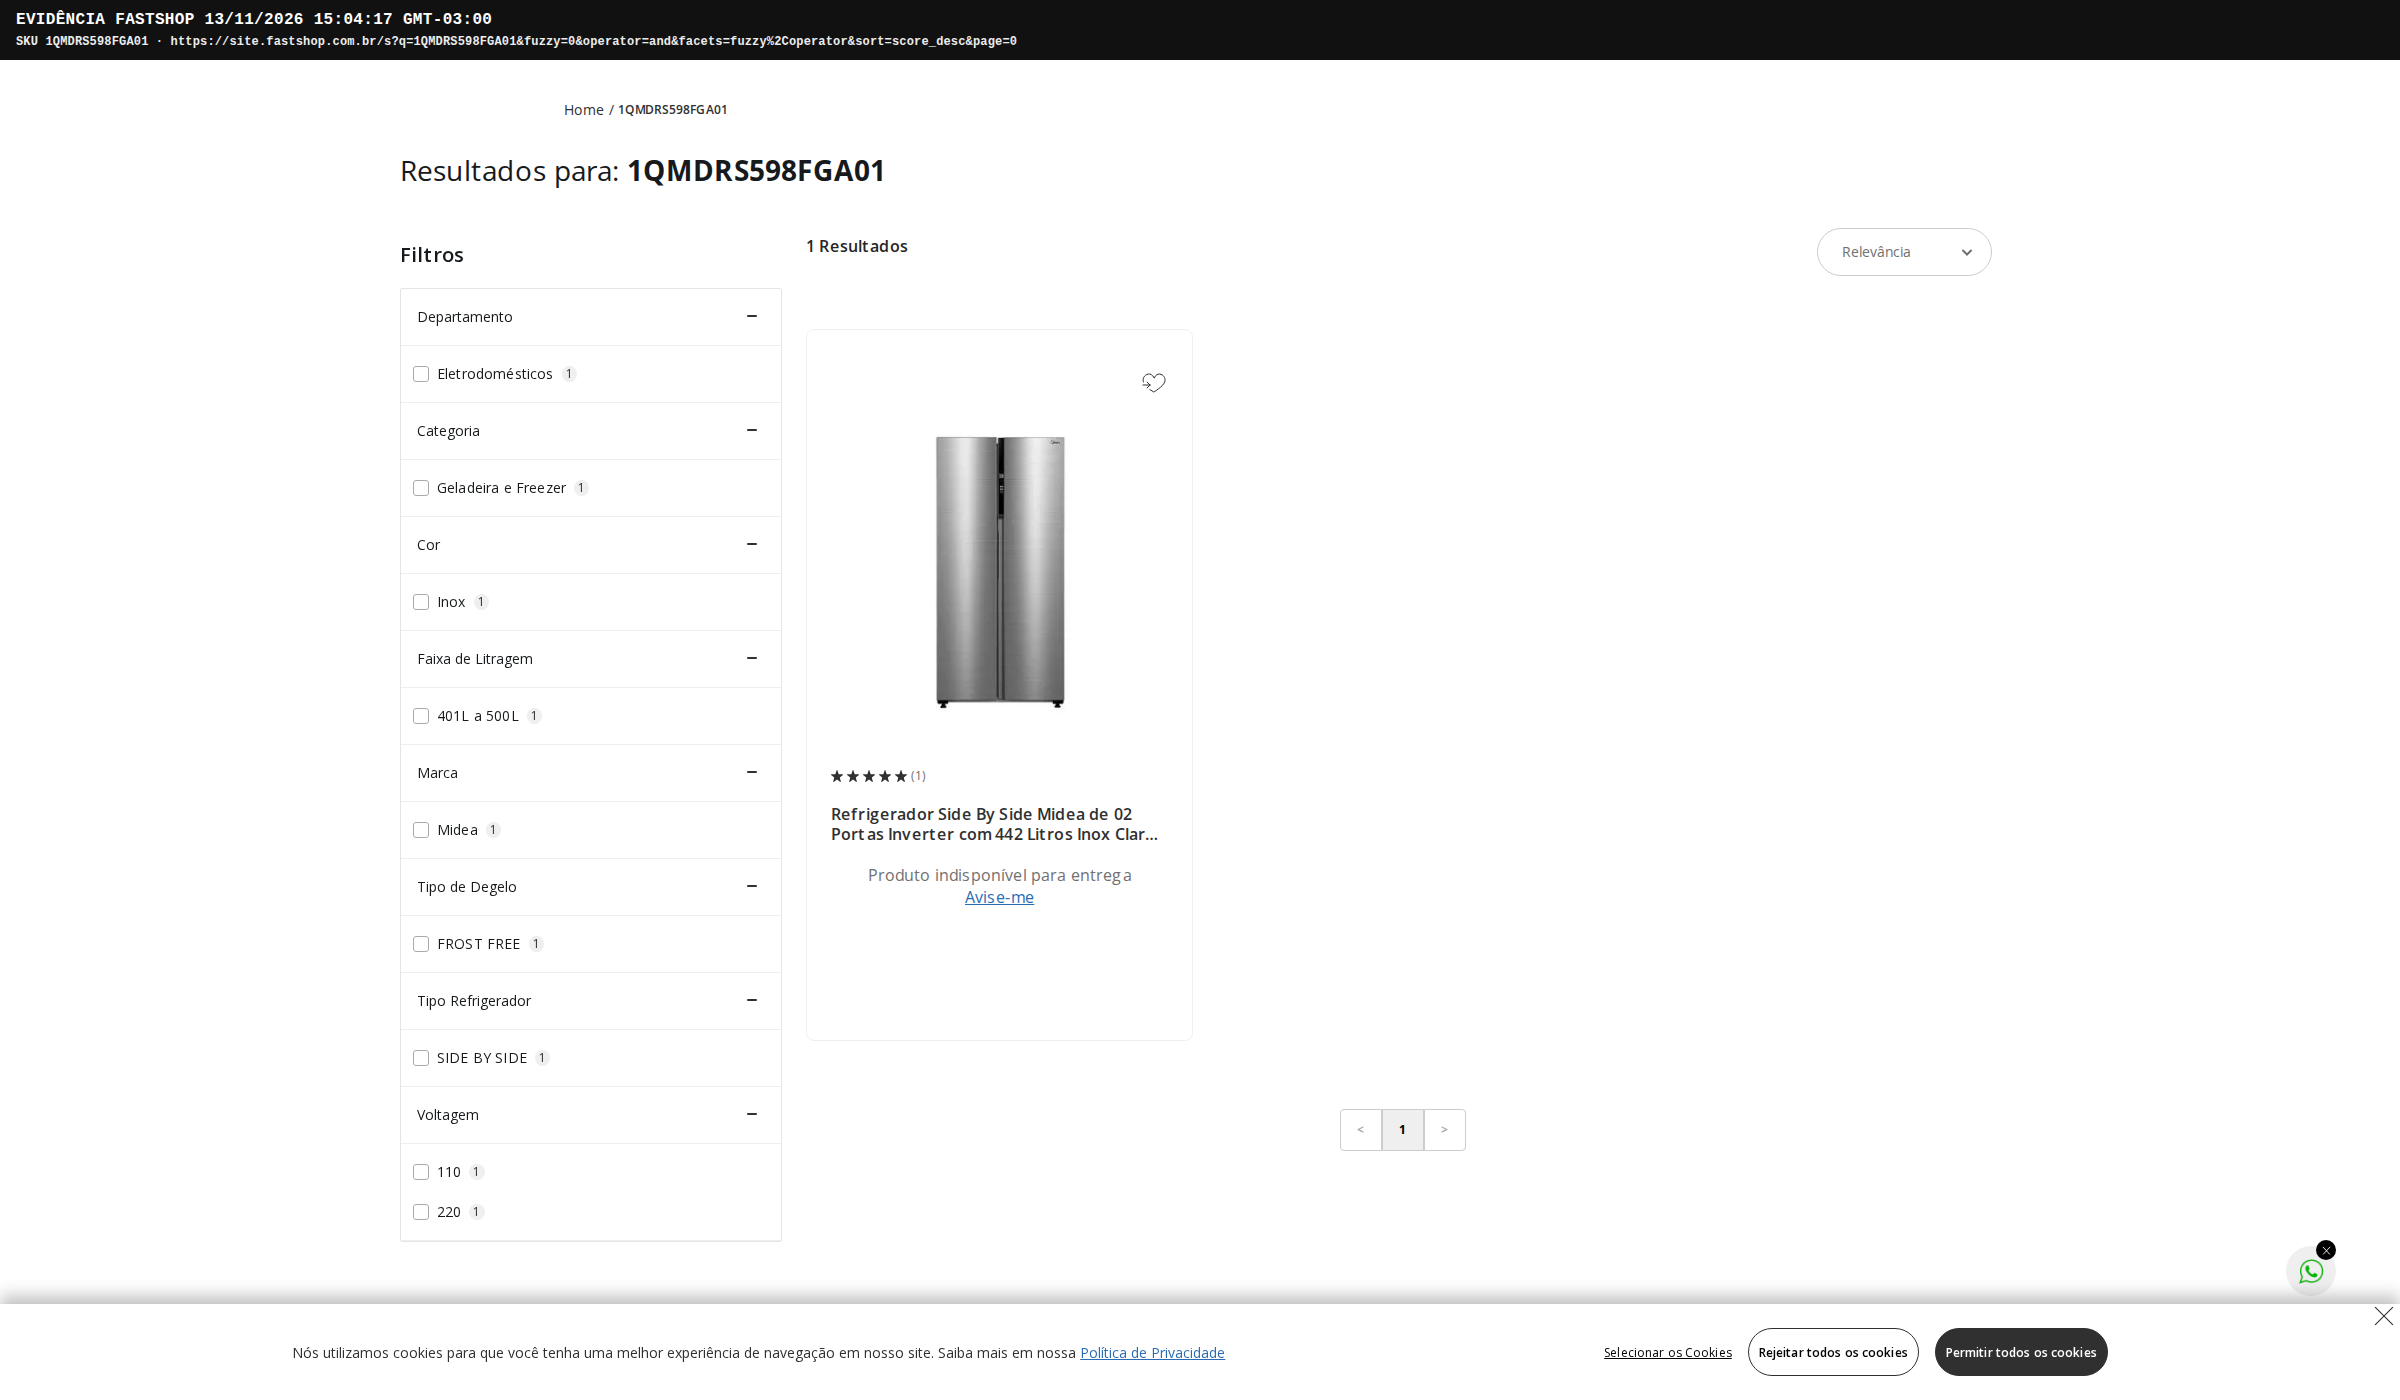 EVIDÊNCIA FASTSHOP 13/11/2026 15:04:17 GMT-03:00
SKU 1QMDRS598FGA01 · https://site.fastshop.com.br/s?q=1QMDRS598FGA01&fuzzy=0&operator=and&facets=fuzzy%2Coperator&sort=score_desc&page=0
Home / 1QMDRS598FGA01
Resultados para: 1QMDRS598FGA01
Filtros
1 Resultados
Relevância
Departamento
Eletrodomésticos 1
Categoria
Geladeira e Freezer 1
Cor
Inox 1
Faixa de Litragem
401L a 500L 1
Marca
Midea 1
Tipo de Degelo
FROST FREE 1
Tipo Refrigerador
SIDE BY SIDE 1
Voltagem
110 1
220 1
(1)
Refrigerador Side By Side Midea de 02
Portas Inverter com 442 Litros Inox Clar...
Produto indisponível para entrega
Avise-me
< 1 >
Nós utilizamos cookies para que você tenha uma melhor experiência de navegação em nosso site. Saiba mais em nossa Política de Privacidade
Selecionar os Cookies
Rejeitar todos os cookies
Permitir todos os cookies